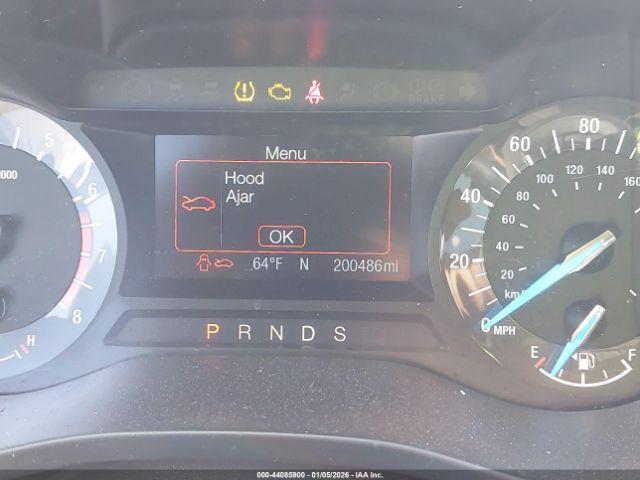 BRAKE
Menu
Hood
Ajar
OK
64°F N 200486mi
P R N D S
5
6
7
8
H
0
20
40
60
80
MPH
20
40
60
80
100
120
140
160
km/
E F
000-44085900 - 01/05/2026 - IAA Inc.